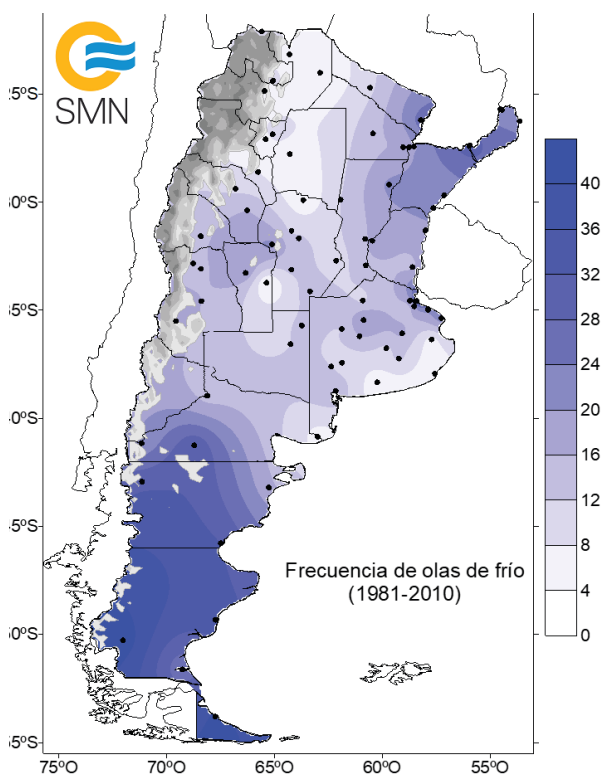 SMN
25ºS
30ºS
35ºS
40ºS
45ºS
50ºS
55ºS
75ºO 70ºO 65ºO 60ºO 55ºO
Frecuencia de olas de frío
(1981-2010)
40
36
32
28
24
20
16
12
8
4
0